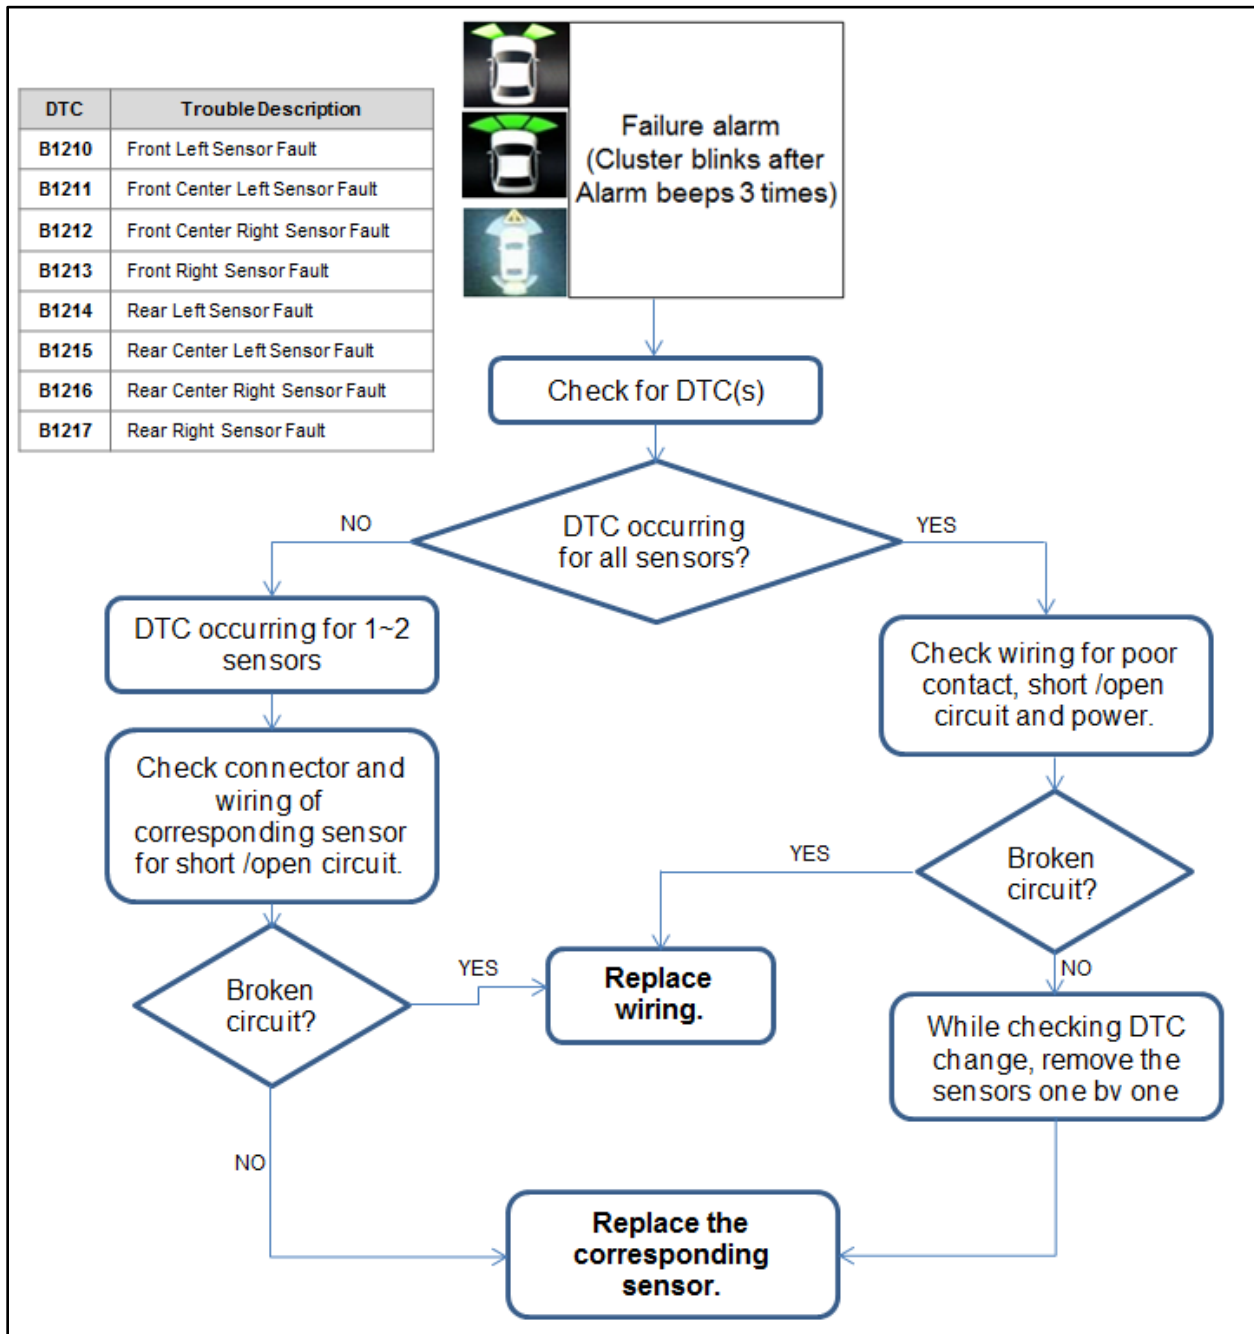 DTC Trouble Description
B1210 Front Left Sensor Fault
B1211 Front Center Left Sensor Fault
B1212 Front Center Right Sensor Fault
B1213 Front Right Sensor Fault
B1214 Rear Left Sensor Fault
B1215 Rear Center Left Sensor Fault
B1216 Rear Center Right Sensor Fault
B1217 Rear Right Sensor Fault
Failure alarm
(Cluster blinks after
Alarm beeps 3 times)
Check for DTC(s)
DTC occurring
for all sensors?
NO
YES
DTC occurring for 1~2
sensors
Check connector and
wiring of
corresponding sensor
for short /open circuit.
Broken
circuit?
YES
NO
Check wiring for poor
contact, short /open
circuit and power.
Broken
circuit?
YES
NO
Replace
wiring.
While checking DTC
change, remove the
sensors one by one
Replace the
corresponding
sensor.